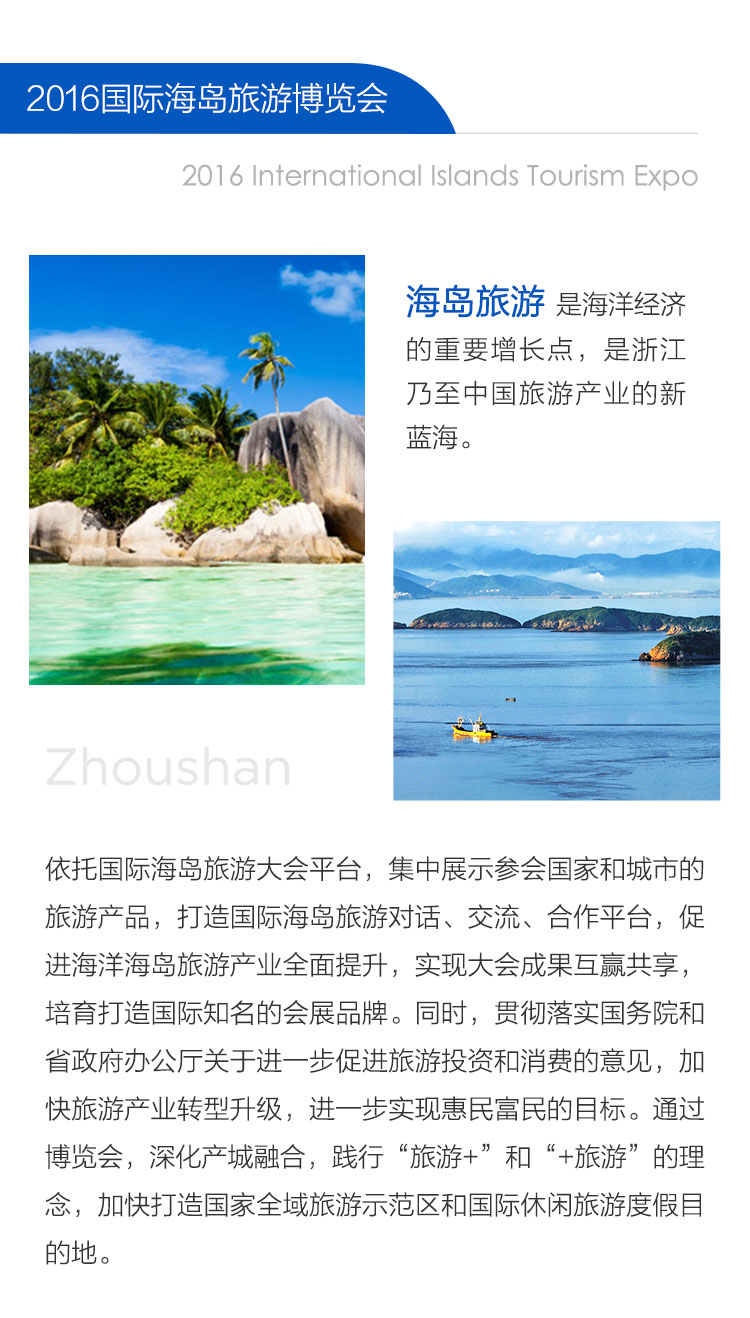 2016国际海岛旅游博览会
2016 International Islands Tourism Expo
海岛旅游 是海洋经济
的重要增长点，是浙江
乃至中国旅游产业的新
蓝海。
Zhoushan
依托国际海岛旅游大会平台，集中展示参会国家和城市的
旅游产品，打造国际海岛旅游对话、交流、合作平台，促
进海洋海岛旅游产业全面提升，实现大会成果互赢共享，
培育打造国际知名的会展品牌。同时，贯彻落实国务院和
省政府办公厅关于进一步促进旅游投资和消费的意见，加
快旅游产业转型升级，进一步实现惠民富民的目标。通过
博览会，深化产城融合，践行“旅游+”和“+旅游”的理
念，加快打造国家全域旅游示范区和国际休闲旅游度假目
的地。